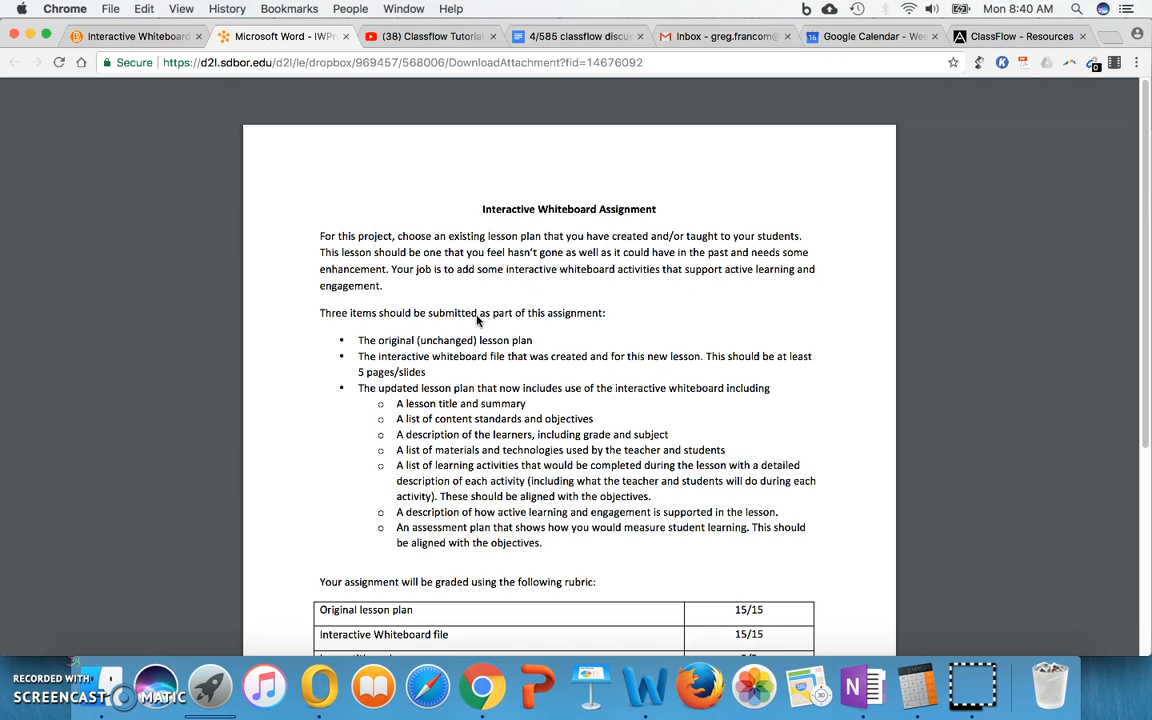 Chrome File Edit View History Bookmarks People Window Help Mon 8:40 AM
Interactive Whiteboard Microsoft Word - IWPr (38) Classflow Tutorial 4/585 classflow discus Inbox - greg.francom@ Google Calendar - Wee ClassFlow - Resources
Secure https://d2l.sdbor.edu/d2l/le/dropbox/969457/568006/DownloadAttachment?fid=14676092
Interactive Whiteboard Assignment
For this project, choose an existing lesson plan that you have created and/or taught to your students.
This lesson should be one that you feel hasn't gone as well as it could have in the past and needs some
enhancement. Your job is to add some interactive whiteboard activities that support active learning and
engagement.
Three items should be submitted as part of this assignment:
• The original (unchanged) lesson plan
• The interactive whiteboard file that was created and for this new lesson. This should be at least
5 pages/slides
• The updated lesson plan that now includes use of the interactive whiteboard including
o A lesson title and summary
o A list of content standards and objectives
o A description of the learners, including grade and subject
o A list of materials and technologies used by the teacher and students
o A list of learning activities that would be completed during the lesson with a detailed
description of each activity (including what the teacher and students will do during each
activity). These should be aligned with the objectives.
o A description of how active learning and engagement is supported in the lesson.
o An assessment plan that shows how you would measure student learning. This should
be aligned with the objectives.
Your assignment will be graded using the following rubric:
Original lesson plan 15/15
Interactive Whiteboard file 15/15
RECORDED WITH
SCREENCAST MATIC